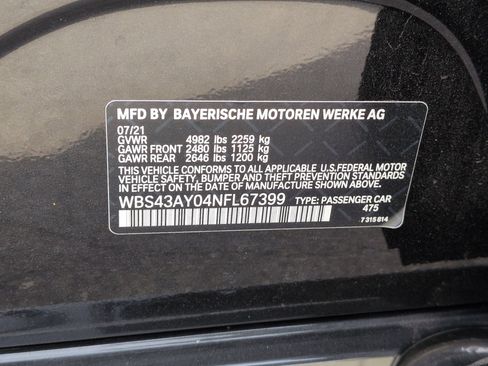 MFD BY BAYERISCHE MOTOREN WERKE AG
07/21
GVWR 4982 lbs 2259 kg
GAWR FRONT 2480 lbs 1125 kg
GAWR REAR 2646 lbs 1200 kg
THIS VEHICLE CONFORMS TO ALL APPLICABLE U.S.FEDERAL MOTOR
VEHICLE SAFETY, BUMPER AND THEFT PREVENTION STANDARDS
IN EFFECT ON THE DATE OF MANUFACTURE SHOWN ABOVE.
WBS43AY04NFL67399 TYPE: PASSENGER CAR
475
7 315 814